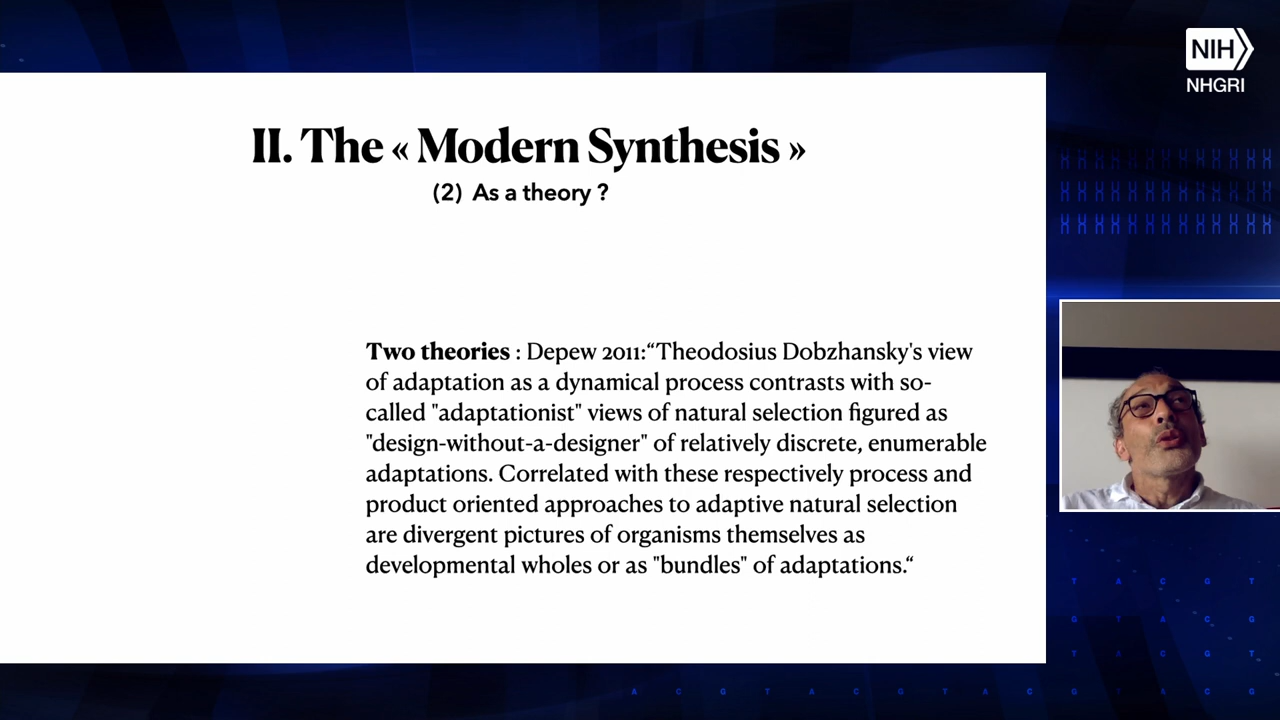 NIH
NHGRI
II. The « Modern Synthesis »
(2) As a theory ?
Two theories : Depew 2011:“Theodosius Dobzhansky's view
of adaptation as a dynamical process contrasts with so-
called "adaptationist" views of natural selection figured as
"design-without-a-designer" of relatively discrete, enumerable
adaptations. Correlated with these respectively process and
product oriented approaches to adaptive natural selection
are divergent pictures of organisms themselves as
developmental wholes or as "bundles" of adaptations.“
T A C G T
G T A C G
T A C G T
A C G T A C G T A C G T A C G